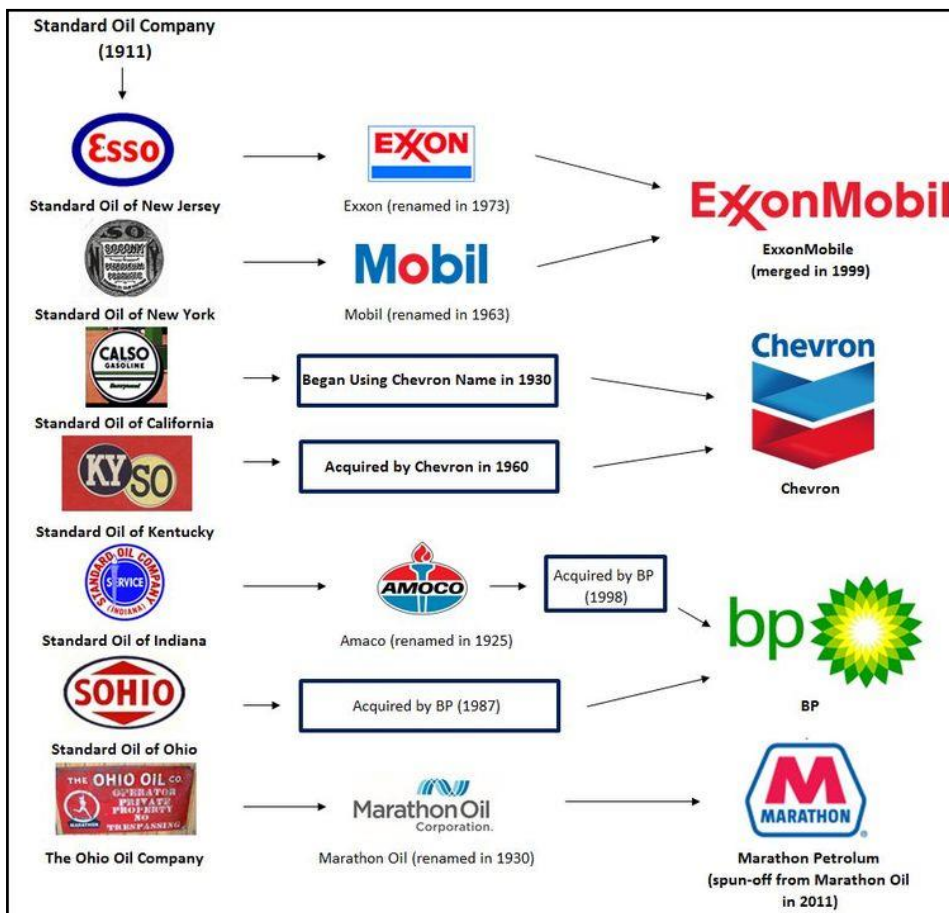 Standard Oil Company
(1911)
Esso
Standard Oil of New Jersey
EXXON
Exxon (renamed in 1973)
ExxonMobil
ExxonMobile
(merged in 1999)
SO
SOCONY
Standard Oil of New York
Mobil
Mobil (renamed in 1963)
CALSO
GASOLINE
Standard Oil of California
Began Using Chevron Name in 1930
Chevron
Chevron
KYSO
Standard Oil of Kentucky
Acquired by Chevron in 1960
STANDARD OIL COMPANY
SERVICE
(INDIANA)
Standard Oil of Indiana
AMOCO
Amaco (renamed in 1925)
Acquired by BP
(1998)
bp
BP
SOHIO
Standard Oil of Ohio
Acquired by BP (1987)
THE OHIO OIL CO.
OPERATOR
PRIVATE
PROPERTY
NO
TRESPASSING
MARATHON
The Ohio Oil Company
Marathon Oil
Corporation.
Marathon Oil (renamed in 1930)
M
MARATHON
Marathon Petrolum
(spun-off from Marathon Oil
in 2011)